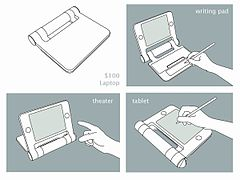 writing pad
$100
Laptop
theater
tablet